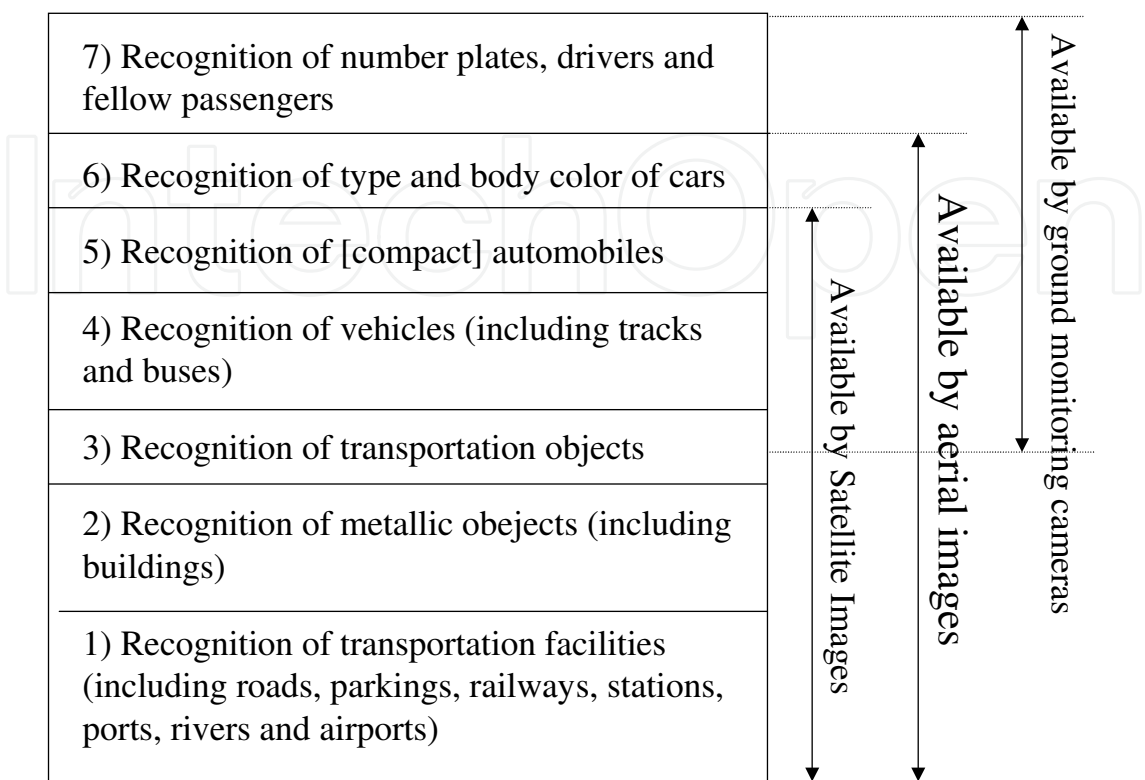 7) Recognition of number plates, drivers and
fellow passengers
6) Recognition of type and body color of cars
5) Recognition of [compact] automobiles
4) Recognition of vehicles (including tracks
and buses)
3) Recognition of transportation objects
2) Recognition of metallic obejects (including
buildings)
1) Recognition of transportation facilities
(including roads, parkings, railways, stations,
ports, rivers and airports)
Available by Satellite Images
Available by aerial images
Available by ground monitoring cameras
IntechOpen